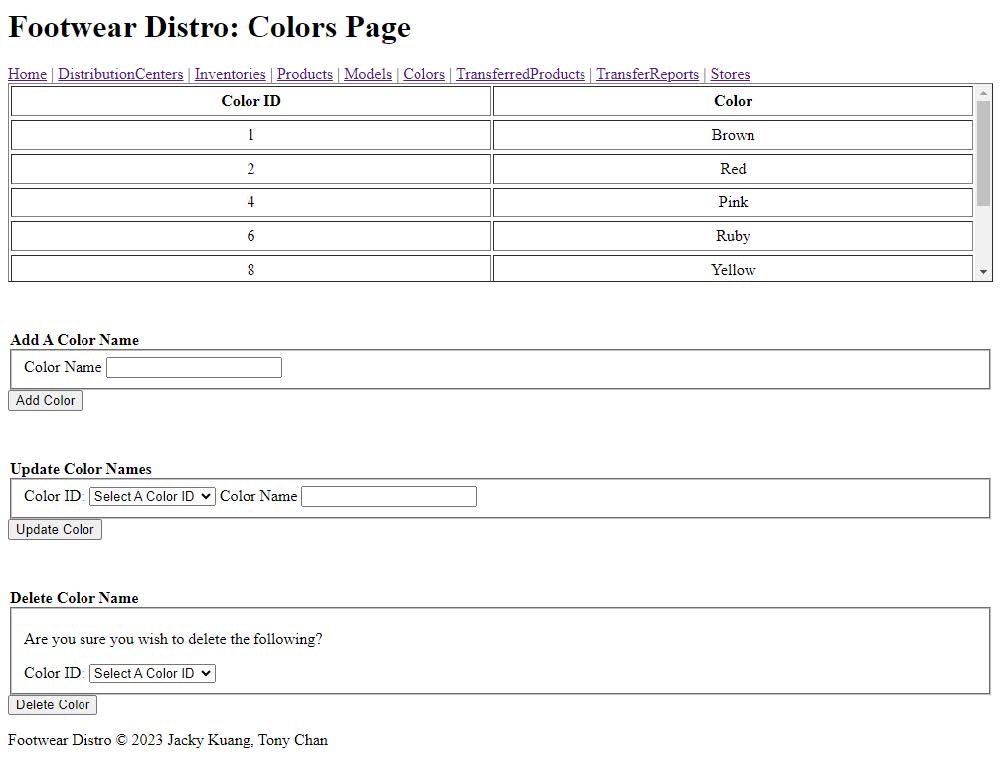 Footwear Distro: Colors Page
Home | DistributionCenters | Inventories | Products | Models | Colors | TransferredProducts | TransferReports | Stores
Color ID Color
1 Brown
2 Red
4 Pink
6 Ruby
8 Yellow
Add A Color Name
Color Name
Add Color
Update Color Names
Color ID: Select A Color ID Color Name
Update Color
Delete Color Name
Are you sure you wish to delete the following?
Color ID: Select A Color ID
Delete Color
Footwear Distro © 2023 Jacky Kuang, Tony Chan